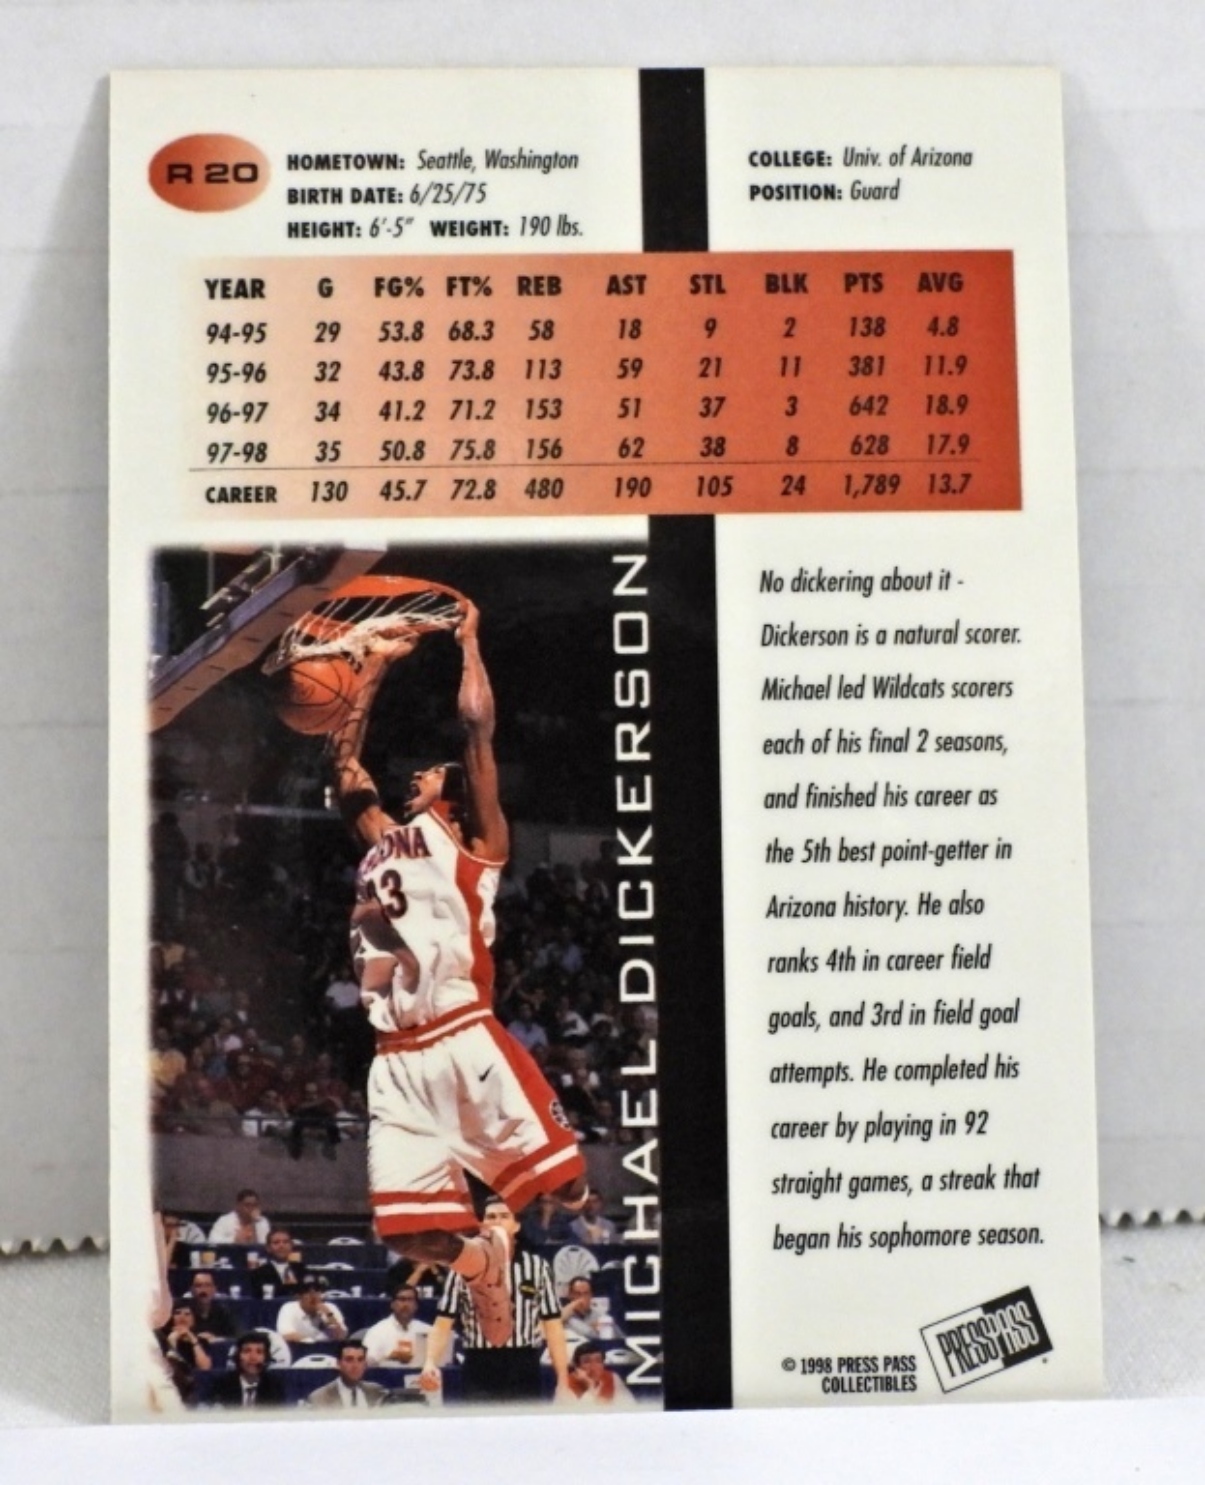 R 20
HOMETOWN: Seattle, Washington
BIRTH DATE: 6/25/75
HEIGHT: 6'-5" WEIGHT: 190 lbs.
COLLEGE: Univ. of Arizona
POSITION: Guard
YEAR G FG% FT% REB AST STL BLK PTS AVG
94-95 29 53.8 68.3 58 18 9 2 138 4.8
95-96 32 43.8 73.8 113 59 21 11 381 11.9
96-97 34 41.2 71.2 153 51 37 3 642 18.9
97-98 35 50.8 75.8 156 62 38 8 628 17.9
CAREER 130 45.7 72.8 480 190 105 24 1,789 13.7
MICHAEL DICKERSON
No dickering about it -
Dickerson is a natural scorer.
Michael led Wildcats scorers
each of his final 2 seasons,
and finished his career as
the 5th best point-getter in
Arizona history. He also
ranks 4th in career field
goals, and 3rd in field goal
attempts. He completed his
career by playing in 92
straight games, a streak that
began his sophomore season.
© 1998 PRESS PASS
COLLECTIBLES
PRESS PASS